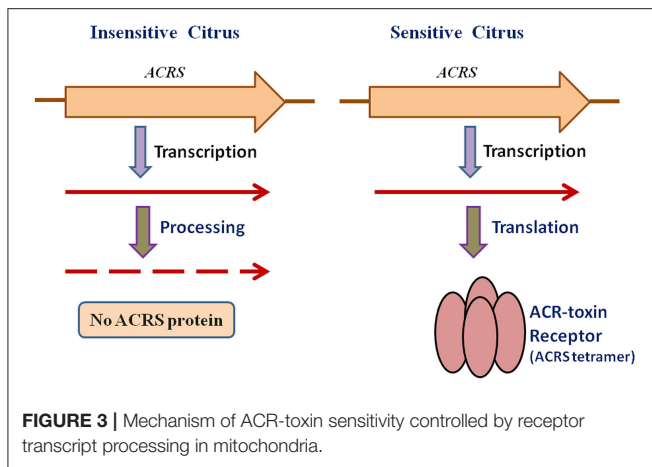 Insensitive Citrus
ACRS
Transcription
Processing
No ACRS protein
Sensitive Citrus
ACRS
Transcription
Translation
ACR-toxin
Receptor
(ACRS tetramer)
FIGURE 3 | Mechanism of ACR-toxin sensitivity controlled by receptor
transcript processing in mitochondria.